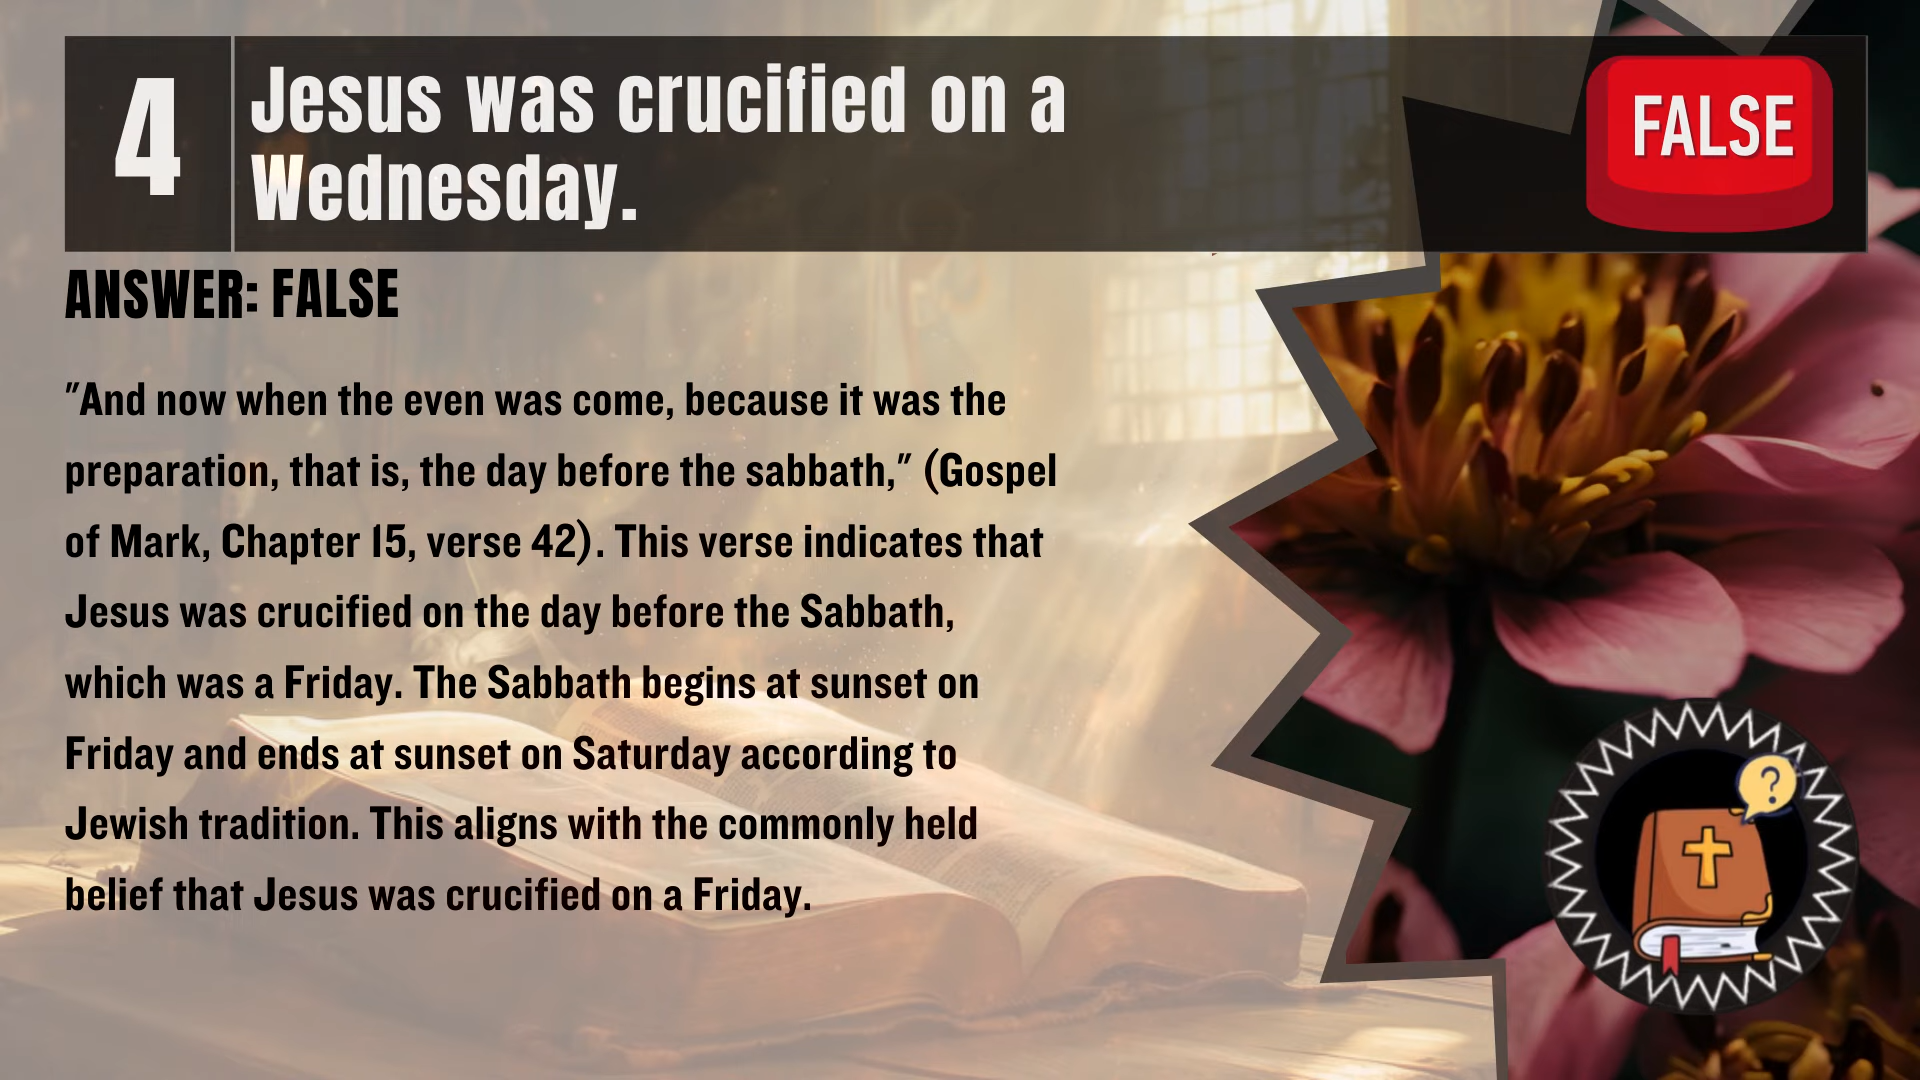 4
Jesus was crucified on a
Wednesday.
FALSE
ANSWER: FALSE
"And now when the even was come, because it was the
preparation, that is, the day before the sabbath," (Gospel
of Mark, Chapter 15, verse 42). This verse indicates that
Jesus was crucified on the day before the Sabbath,
which was a Friday. The Sabbath begins at sunset on
Friday and ends at sunset on Saturday according to
Jewish tradition. This aligns with the commonly held
belief that Jesus was crucified on a Friday.
?